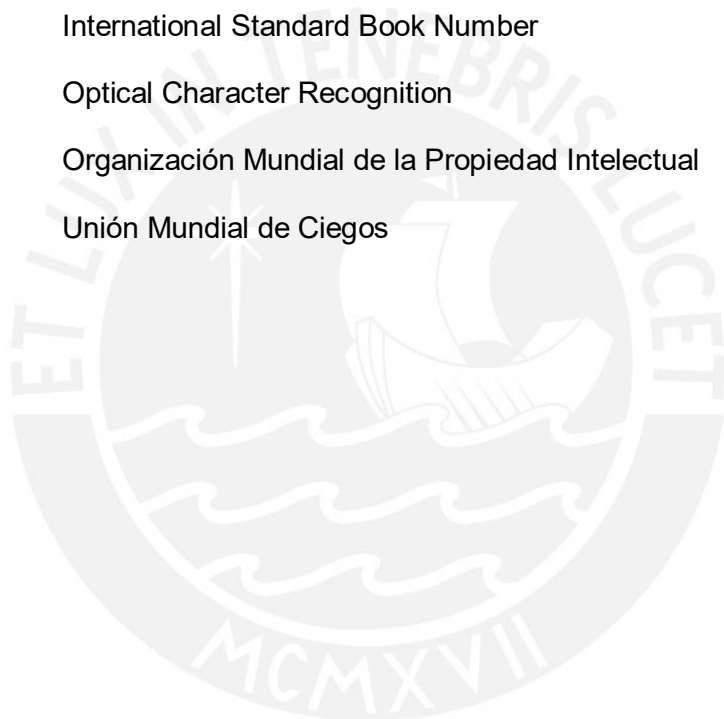 International Standard Book Number
Optical Character Recognition
Organización Mundial de la Propiedad Intelectual
Unión Mundial de Ciegos
ET LUX IN TENEBRIS LUCET
MCMXVII